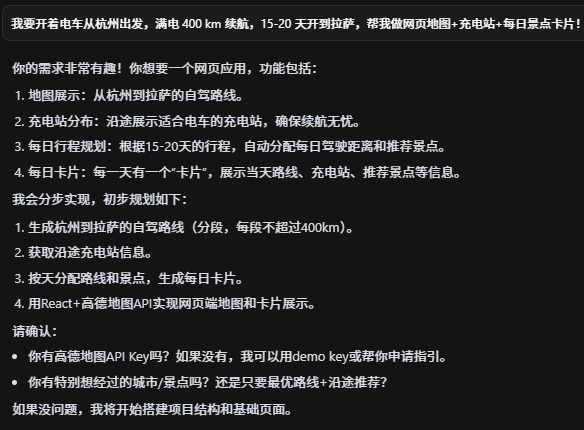 我要开着电车从杭州出发，满电 400 km 续航，15-20 天开到拉萨，帮我做网页地图+充电站+每日景点卡片！
你的需求非常有趣！你想要一个网页应用，功能包括：
1. 地图展示：从杭州到拉萨的自驾路线。
2. 充电站分布：沿途展示适合电车的充电站，确保续航无忧。
3. 每日行程规划：根据15-20天的行程，自动分配每日驾驶距离和推荐景点。
4. 每日卡片：每一天有一个“卡片”，展示当天路线、充电站、推荐景点等信息。
我会分步实现，初步规划如下：
1. 生成杭州到拉萨的自驾路线（分段，每段不超过400km）。
2. 获取沿途充电站信息。
3. 按天分配路线和景点，生成每日卡片。
4. 用React+高德地图API实现网页端地图和卡片展示。
请确认：
• 你有高德地图API Key吗？如果没有，我可以用demo key或帮你申请指引。
• 你有特别想经过的城市/景点吗？还是只要最优路线+沿途推荐？
如果没问题，我将开始搭建项目结构和基础页面。